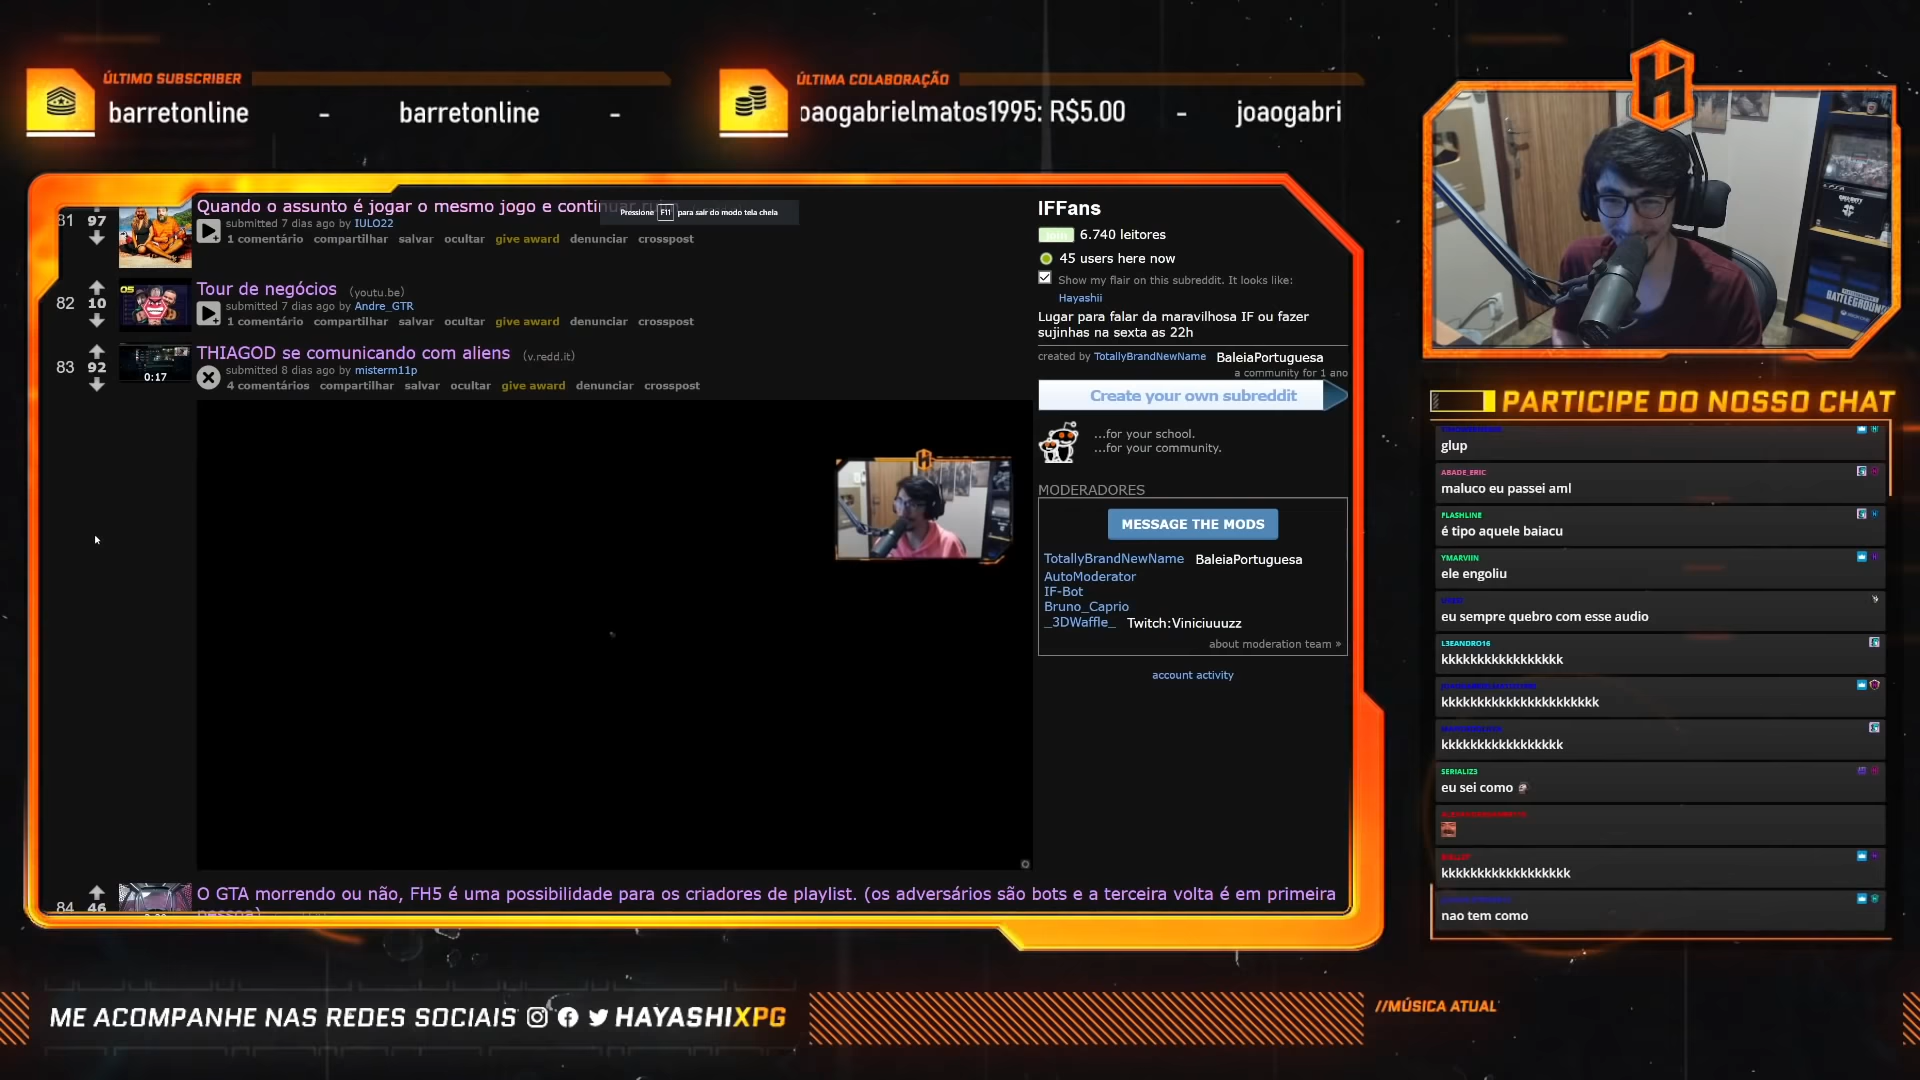 ÚLTIMO SUBSCRIBER
barretonline - barretonline -
ÚLTIMA COLABORAÇÃO
oaogabrielmatos1995: R$5.00 - joaogabri
81
97
Quando o assunto é jogar o mesmo jogo e continuar
submitted 7 dias ago by IULO22
1 comentário compartilhar salvar ocultar give award denunciar crosspost
Pressione F11 para sair do modo tela cheia
82
10
Tour de negócios (youtu.be)
submitted 7 dias ago by Andre_GTR
1 comentário compartilhar salvar ocultar give award denunciar crosspost
83
92
0:17
THIAGOD se comunicando com aliens (v.redd.it)
submitted 8 dias ago by misterm11p
4 comentários compartilhar salvar ocultar give award denunciar crosspost
84
46
O GTA morrendo ou não, FH5 é uma possibilidade para os criadores de playlist. (os adversários são bots e a terceira volta é em primeira
pessoa)
IFFans
6.740 leitores
45 users here now
Show my flair on this subreddit. It looks like:
Hayashii
Lugar para falar da maravilhosa IF ou fazer
sujinhas na sexta as 22h
created by TotallyBrandNewName BaleiaPortuguesa
a community for 1 ano
Create your own subreddit
...for your school.
...for your community.
MODERADORES
MESSAGE THE MODS
TotallyBrandNewName BaleiaPortuguesa
AutoModerator
IF-Bot
Bruno_Caprio
_3DWaffle_ Twitch:Viniciuuuzz
about moderation team »
account activity
H
BATTLEGROUNDS
PARTICIPE DO NOSSO CHAT
glup
ABADE_ERIC
maluco eu passei aml
FLASHLINE
é tipo aquele baiacu
YMARVIIN
ele engoliu
eu sempre quebro com esse audio
L3EANDRO16
kkkkkkkkkkkkkkkkk
kkkkkkkkkkkkkkkkkkkkkk
kkkkkkkkkkkkkkkkk
SERIALIZ3
eu sei como
kkkkkkkkkkkkkkkkkk
nao tem como
ME ACOMPANHE NAS REDES SOCIAIS HAYASHIXPG
//MÚSICA ATUAL